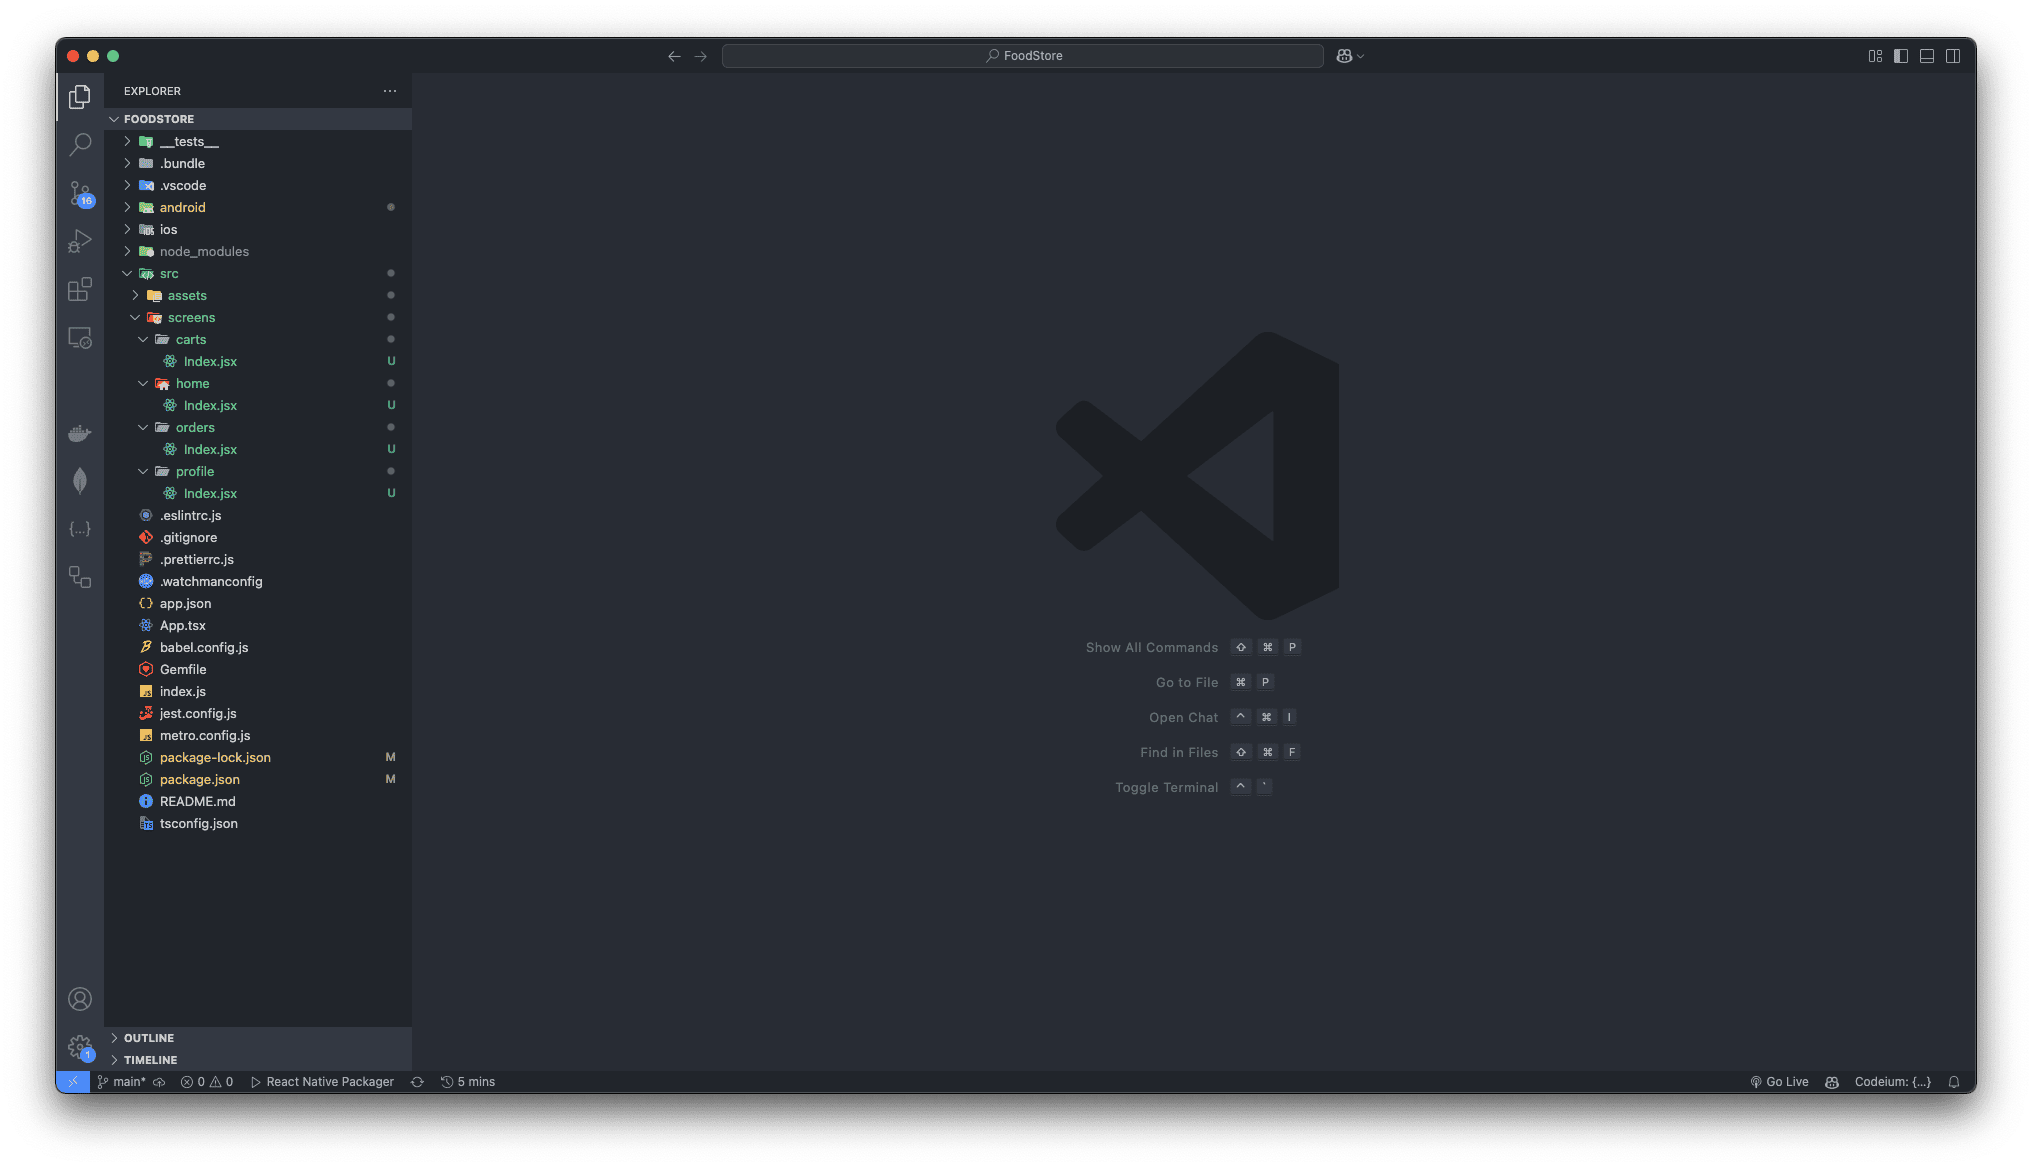 FoodStore
EXPLORER
FOODSTORE
__tests__
.bundle
.vscode
android
ios
node_modules
src
assets
screens
carts
Index.jsx U
home
Index.jsx U
orders
Index.jsx U
profile
Index.jsx U
.eslintrc.js
.gitignore
.prettierrc.js
.watchmanconfig
app.json
App.tsx
babel.config.js
Gemfile
index.js
jest.config.js
metro.config.js
package-lock.json M
package.json M
README.md
tsconfig.json
OUTLINE
TIMELINE
16
{...}
1
Show All Commands ⇧ ⌘ P
Go to File ⌘ P
Open Chat ^ ⌘ I
Find in Files ⇧ ⌘ F
Toggle Terminal ^ `
main* 0 0 React Native Packager 5 mins Go Live Codeium: {...}